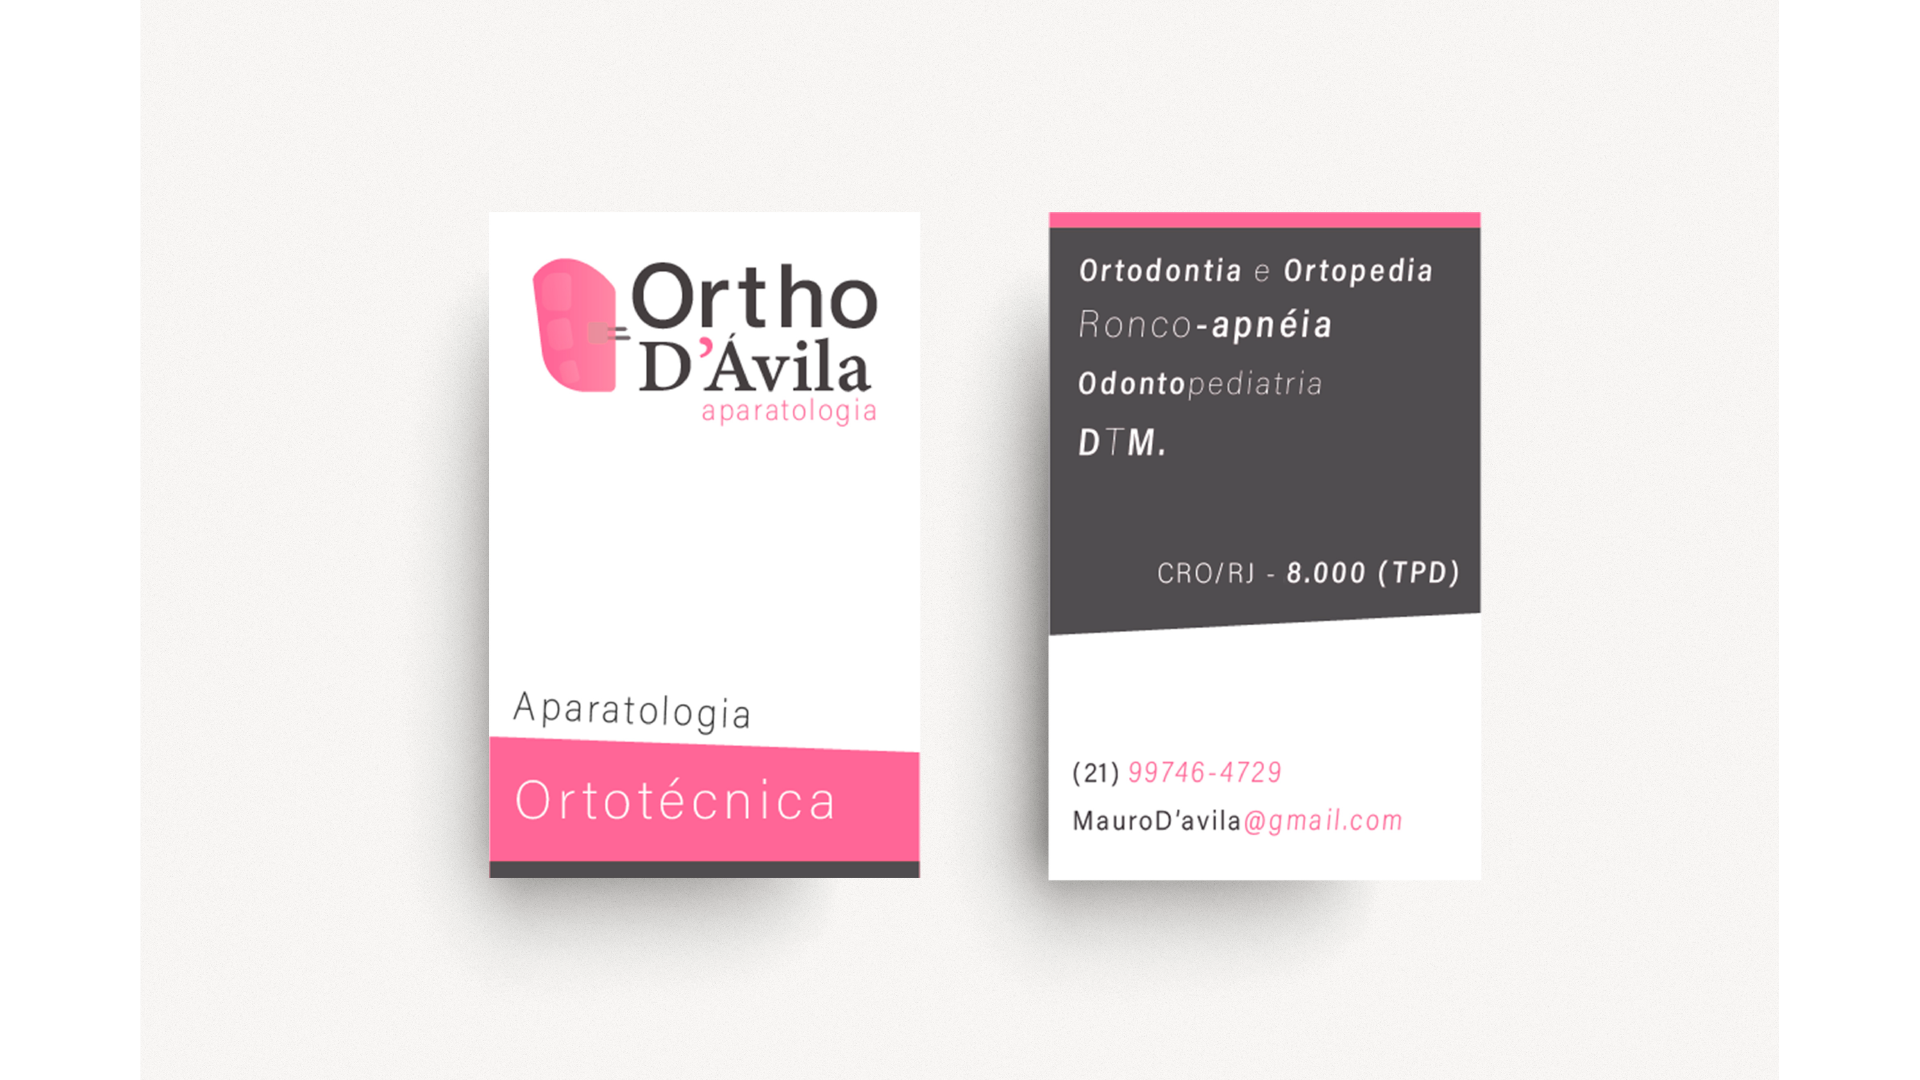 Ortho
D’Ávila
aparatologia
Aparatologia
Ortotécnica
Ortodontia e Ortopedia
Ronco-apnéia
Odontopediatria
DTM.
CRO/RJ - 8.000 (TPD)
(21) 99746-4729
MauroD’avila@gmail.com